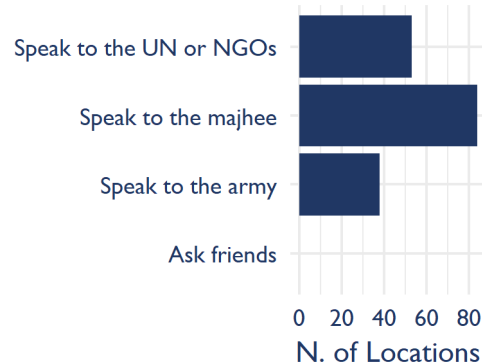 Speak to the UN or NGOs
Speak to the majhee
Speak to the army
Ask friends
0 20 40 60 80
N. of Locations